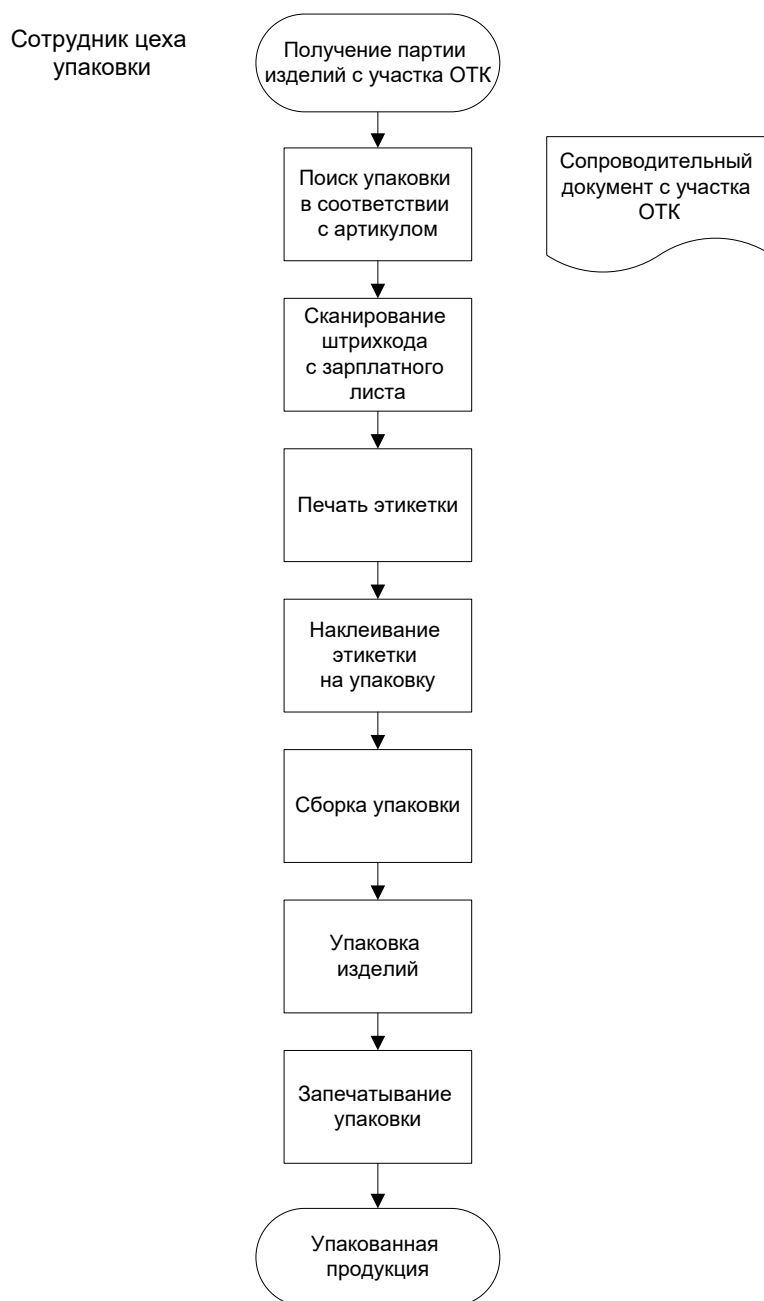 Сотрудник цеха
упаковки
Получение партии
изделий с участка ОТК
Поиск упаковки
в соответствии
с артикулом
Сопроводительный
документ с участка
ОТК
Сканирование
штрихкода
с зарплатного
листа
Печать этикетки
Наклеивание
этикетки
на упаковку
Сборка упаковки
Упаковка
изделий
Запечатывание
упаковки
Упакованная
продукция